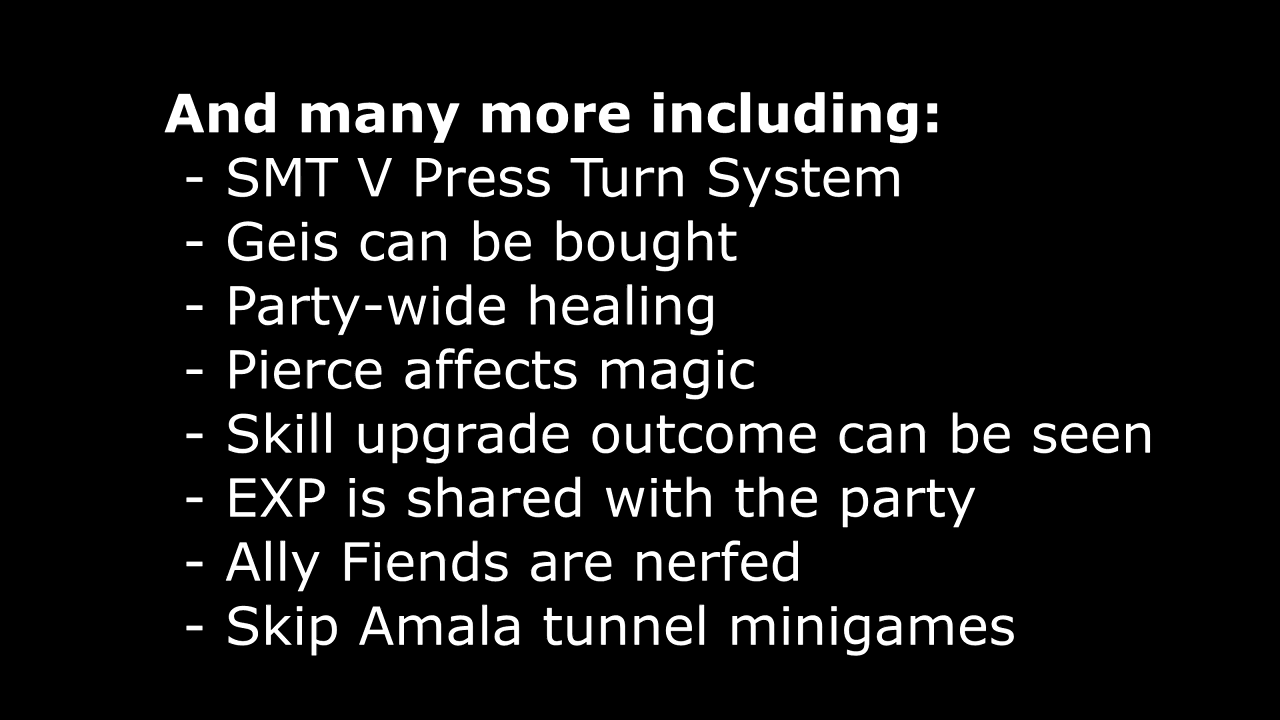 And many more including:
- SMT V Press Turn System
- Geis can be bought
- Party-wide healing
- Pierce affects magic
- Skill upgrade outcome can be seen
- EXP is shared with the party
- Ally Fiends are nerfed
- Skip Amala tunnel minigames